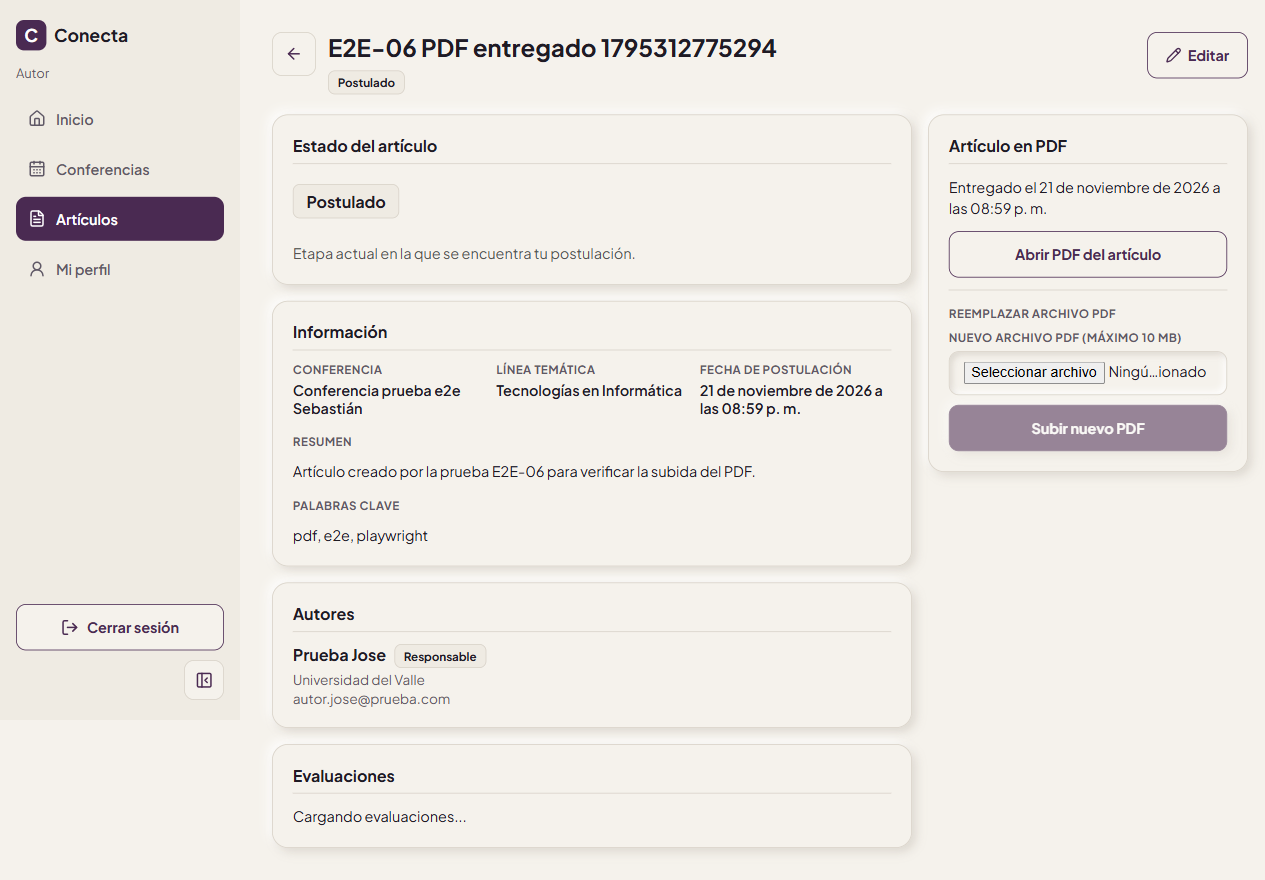 C Conecta
Autor
Inicio
Conferencias
Artículos
Mi perfil
Cerrar sesión
E2E-06 PDF entregado 1795312775294
Postulado
Editar
Estado del artículo
Postulado
Etapa actual en la que se encuentra tu postulación.
Información
CONFERENCIA
Conferencia prueba e2e
Sebastián
LÍNEA TEMÁTICA
Tecnologías en Informática
FECHA DE POSTULACIÓN
21 de noviembre de 2026 a
las 08:59 p. m.
RESUMEN
Artículo creado por la prueba E2E-06 para verificar la subida del PDF.
PALABRAS CLAVE
pdf, e2e, playwright
Autores
Prueba Jose Responsable
Universidad del Valle
autor.jose@prueba.com
Evaluaciones
Cargando evaluaciones...
Artículo en PDF
Entregado el 21 de noviembre de 2026 a
las 08:59 p. m.
Abrir PDF del artículo
REEMPLAZAR ARCHIVO PDF
NUEVO ARCHIVO PDF (MÁXIMO 10 MB)
Seleccionar archivo Ningú...ionado
Subir nuevo PDF